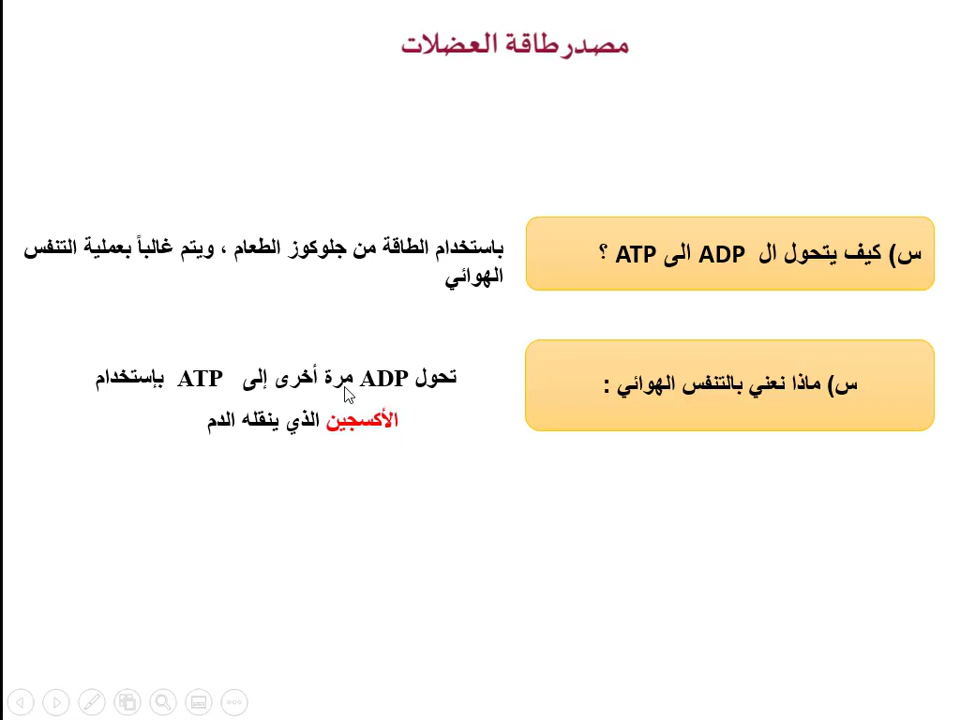 مصدر طاقة العضلات
س) كيف يتحول ال ADP الى ATP ؟
باستخدام الطاقة من جلوكوز الطعام ، ويتم غالباً بعملية التنفس
الهوائي
س) ماذا نعني بالتنفس الهوائي :
تحول ADP مرة أخرى إلى ATP بإستخدام
الأكسجين الذي ينقله الدم